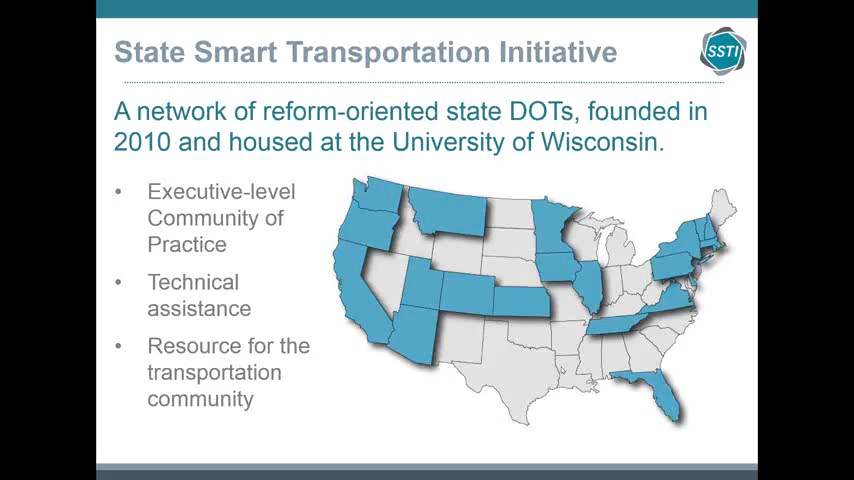 State Smart Transportation Initiative
SSTI
A network of reform-oriented state DOTs, founded in
2010 and housed at the University of Wisconsin.
• Executive-level
Community of
Practice
• Technical
assistance
• Resource for the
transportation
community